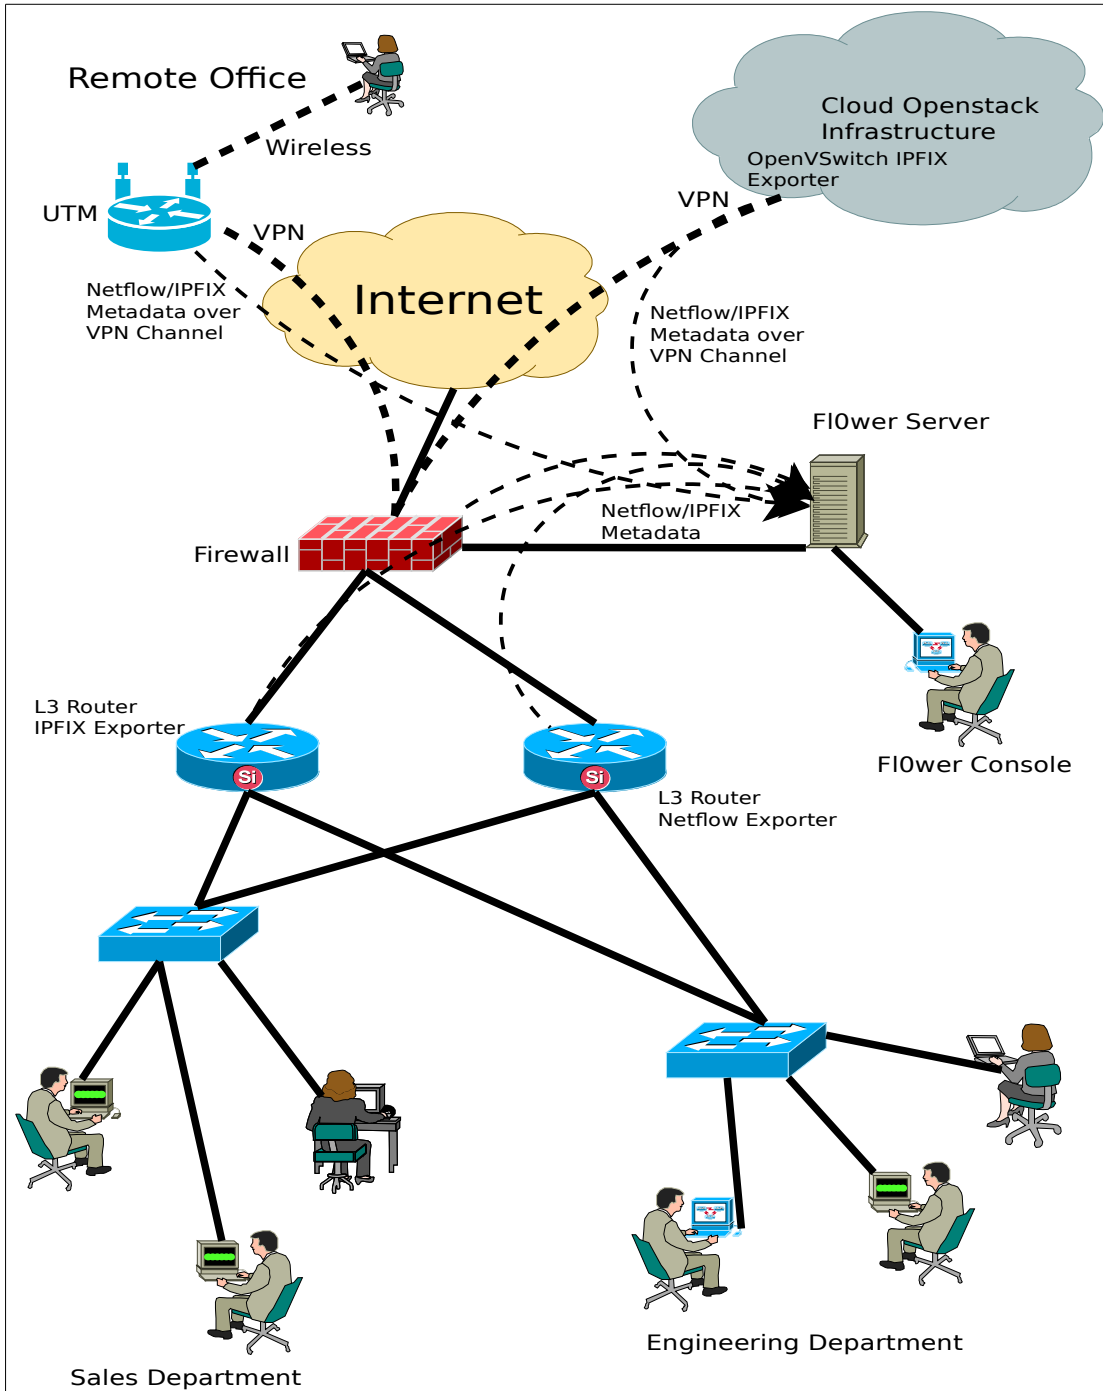 Remote Office
Wireless
UTM
VPN
Netflow/IPFIX
Metadata over
VPN Channel
Internet
Cloud Openstack
Infrastructure
OpenVSwitch IPFIX
Exporter
VPN
Netflow/IPFIX
Metadata over
VPN Channel
Fl0wer Server
Netflow/IPFIX
Metadata
Firewall
L3 Router
IPFIX Exporter
Si
Si
L3 Router
Netflow Exporter
Fl0wer Console
Engineering Department
Sales Department